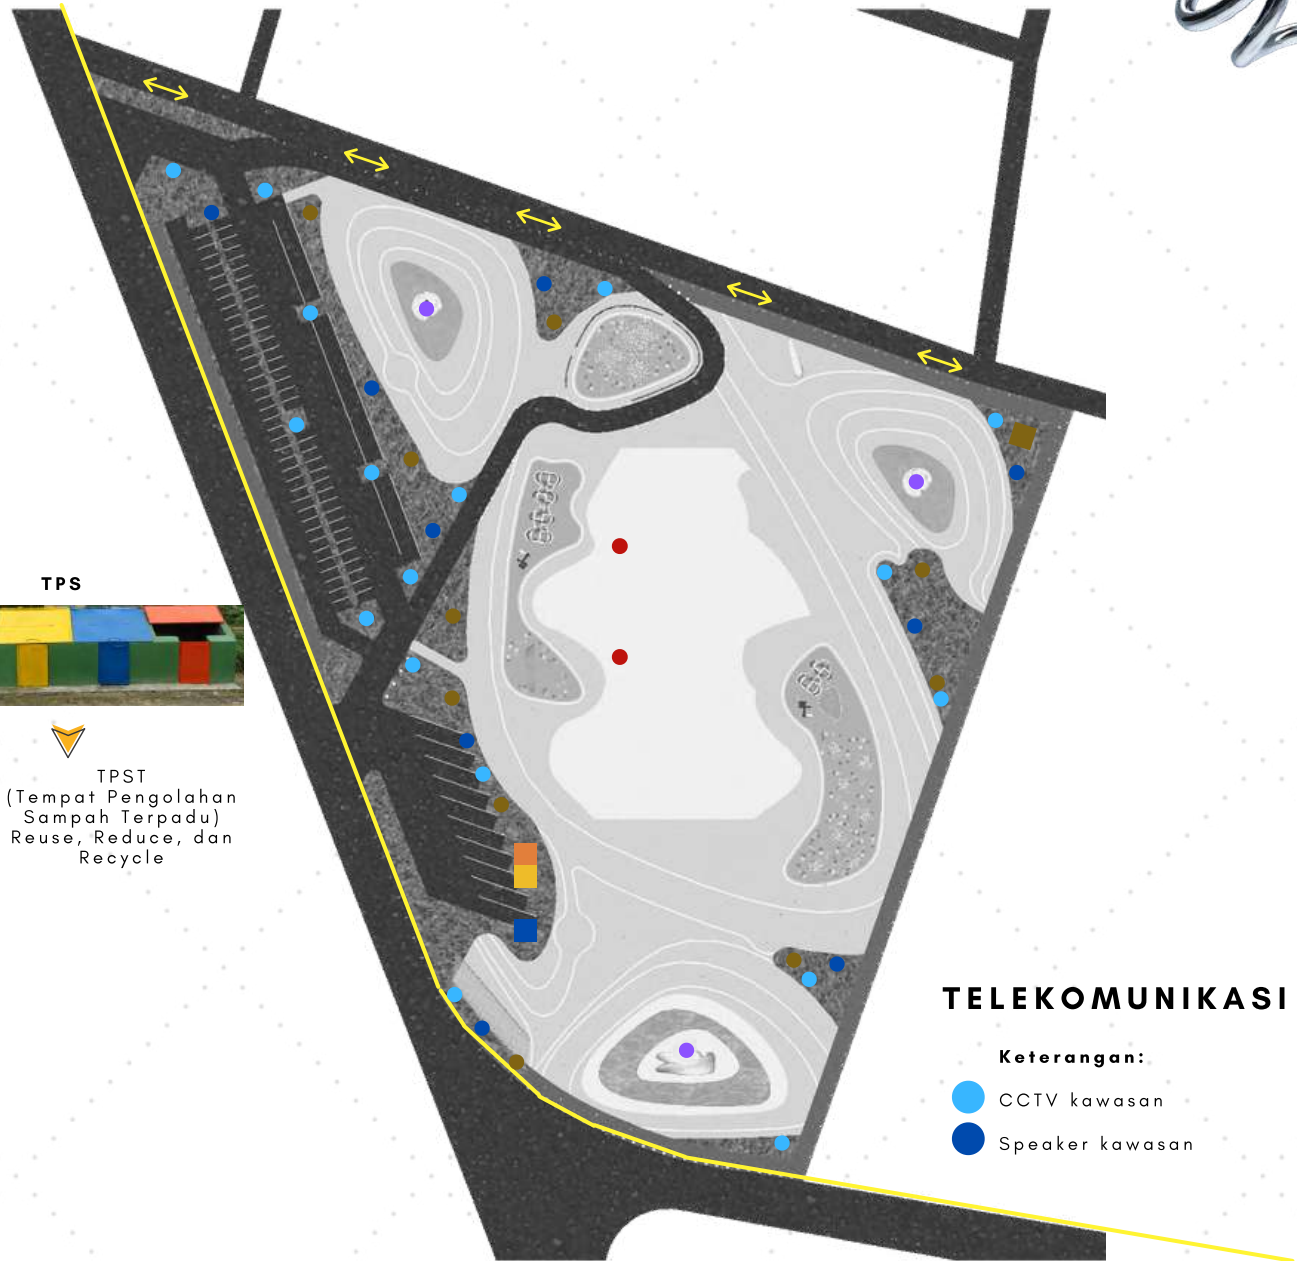 TPS
TPST
(Tempat Pengolahan
Sampah Terpadu)
Reuse, Reduce, dan
Recycle
TELEKOMUNIKASI
Keterangan:
CCTV kawasan
Speaker kawasan